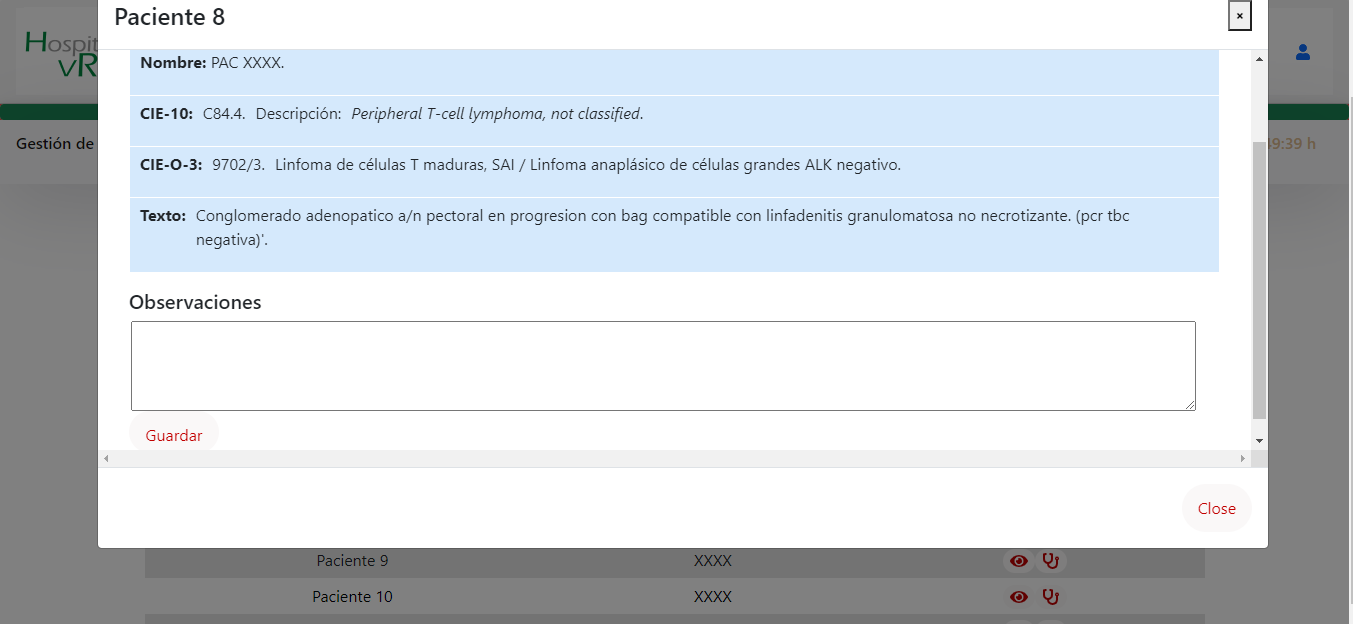 Paciente 8
×
Hospit
vR
Nombre: PAC XXXX.
CIE-10: C84.4. Descripción: Peripheral T-cell lymphoma, not classified.
Gestión de
49:39 h
CIE-O-3: 9702/3. Linfoma de células T maduras, SAI / Linfoma anaplásico de células grandes ALK negativo.
Texto: Conglomerado adenopatico a/n pectoral en progresion con bag compatible con linfadenitis granulomatosa no necrotizante. (pcr tbc
negativa)'.
Observaciones
Guardar
Close
Paciente 9 XXXX
Paciente 10 XXXX